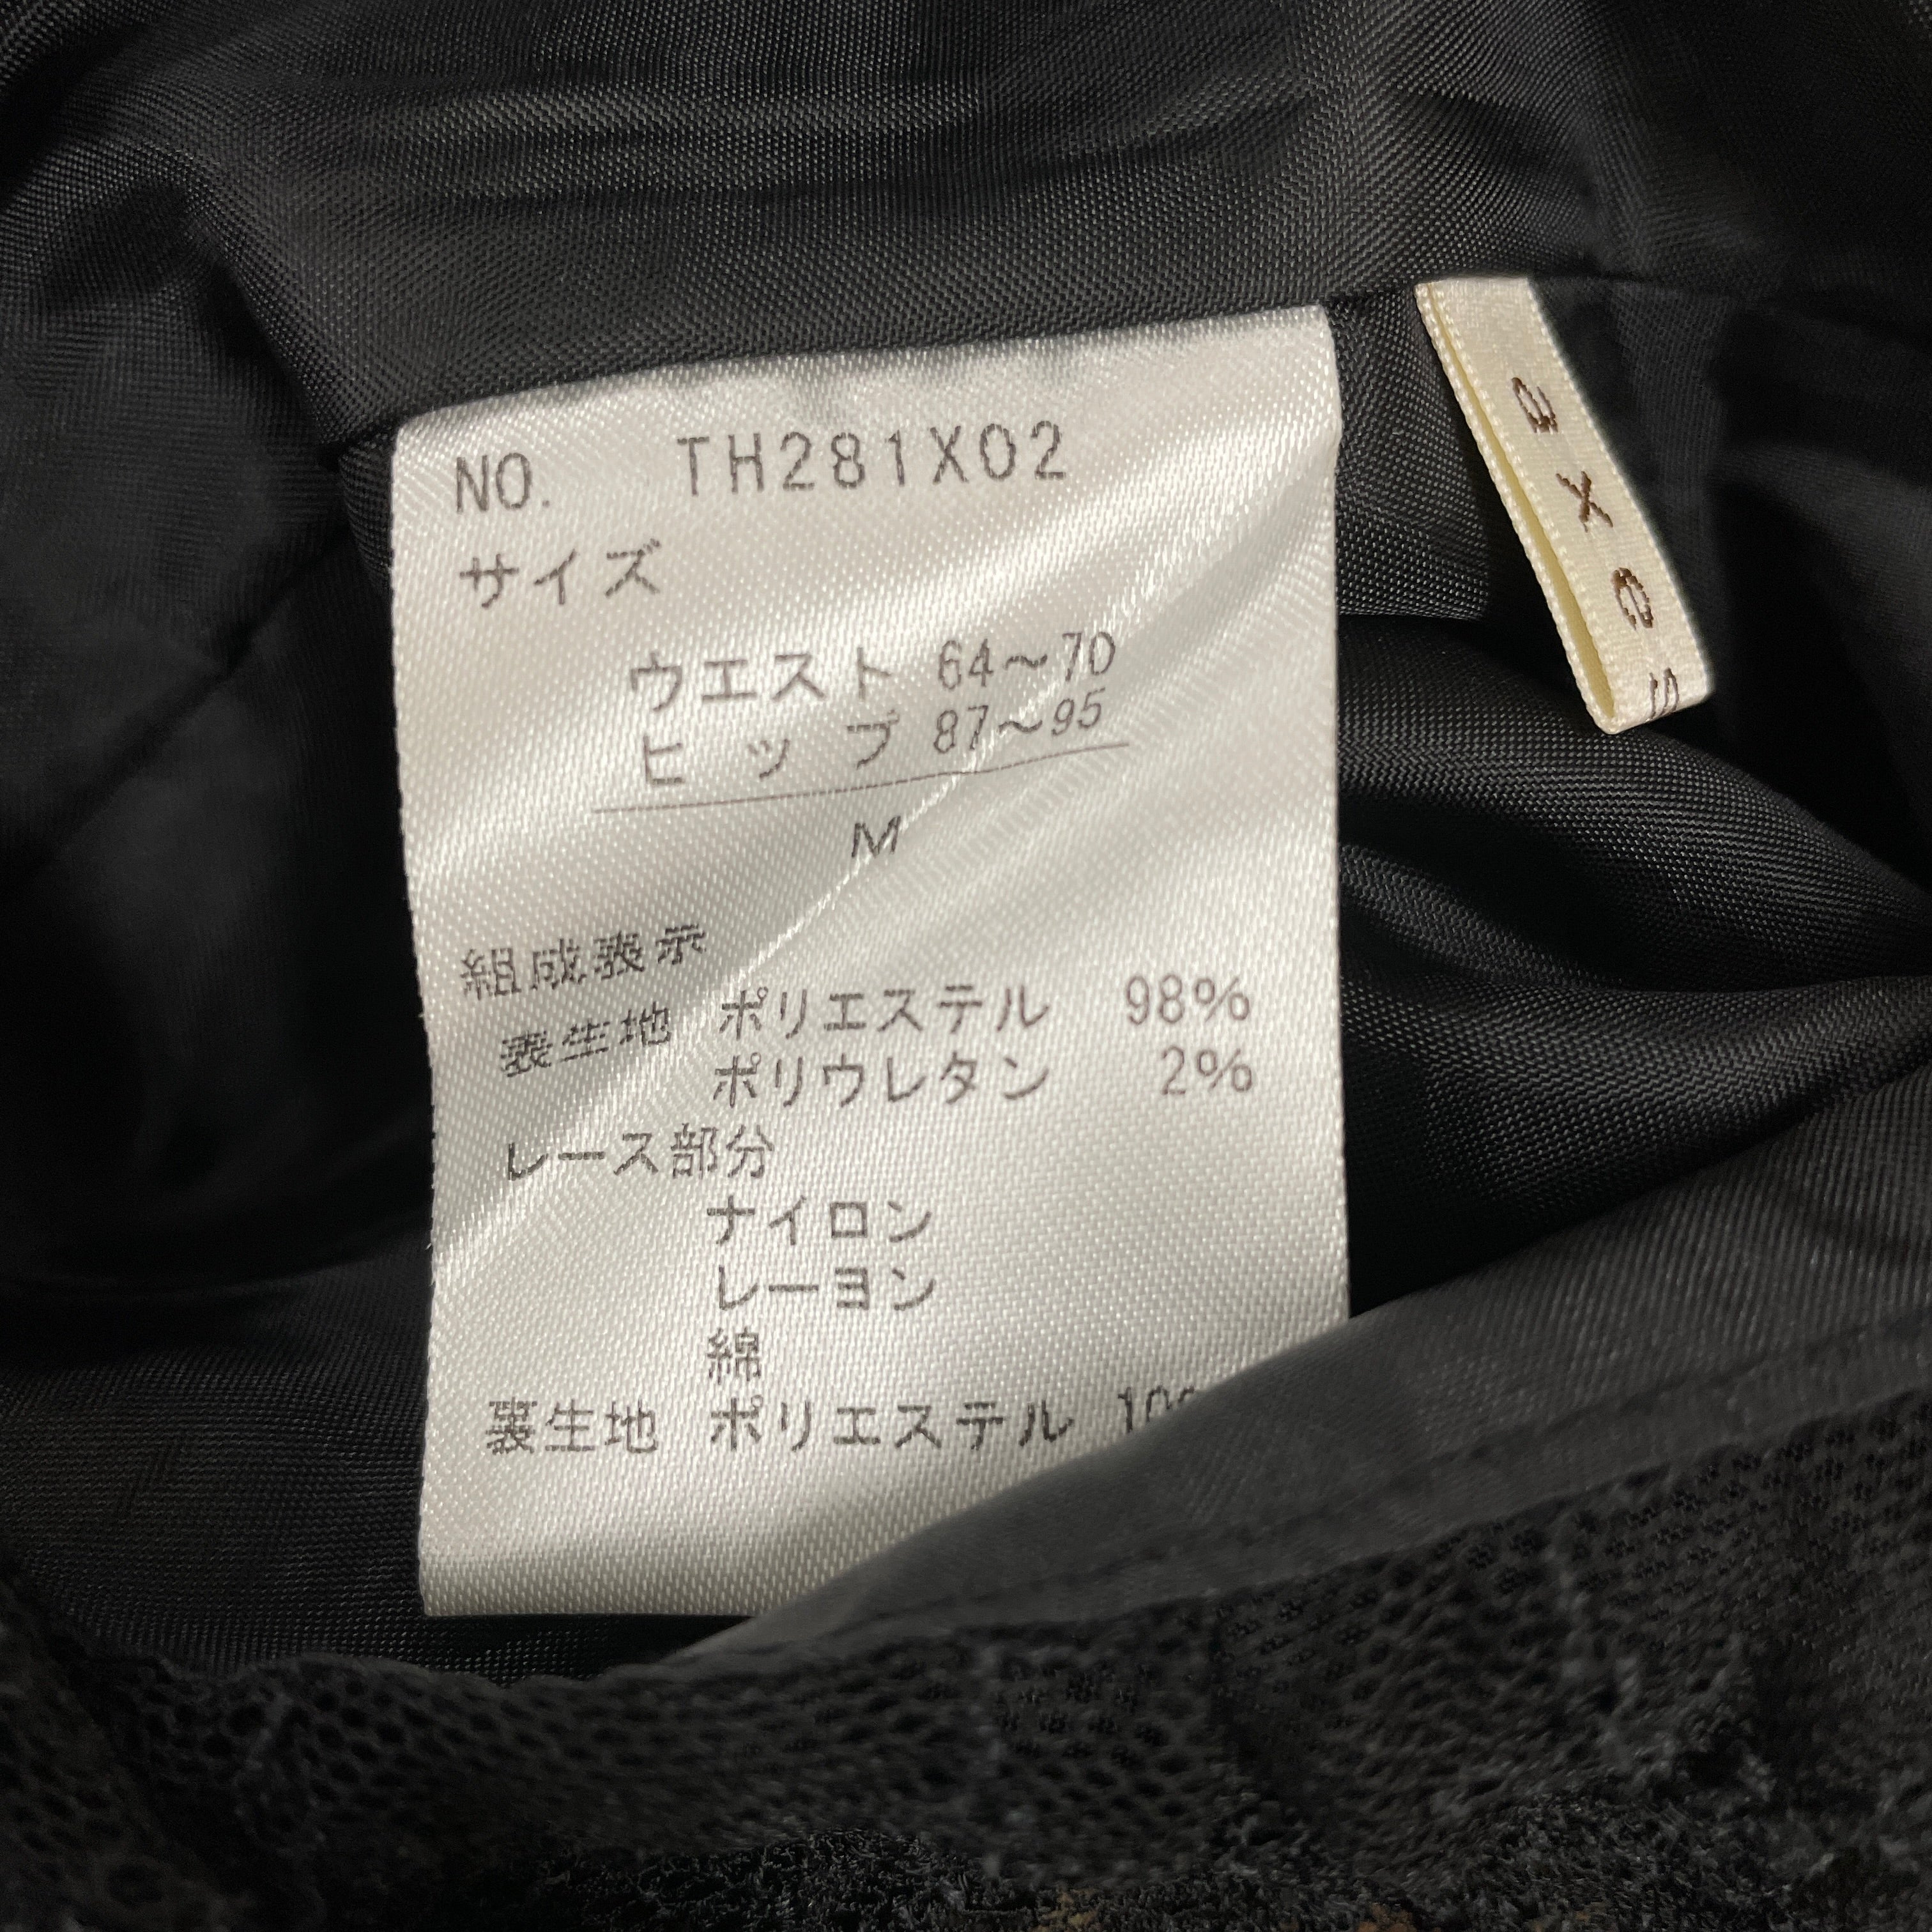 NO. TH281X02
サイズ
ウエスト 64～70
ヒップ 87～95
M
組成表示
表生地 ポリエステル 98%
ポリウレタン 2%
レース部分
ナイロン
レーヨン
綿
裏生地 ポリエステル